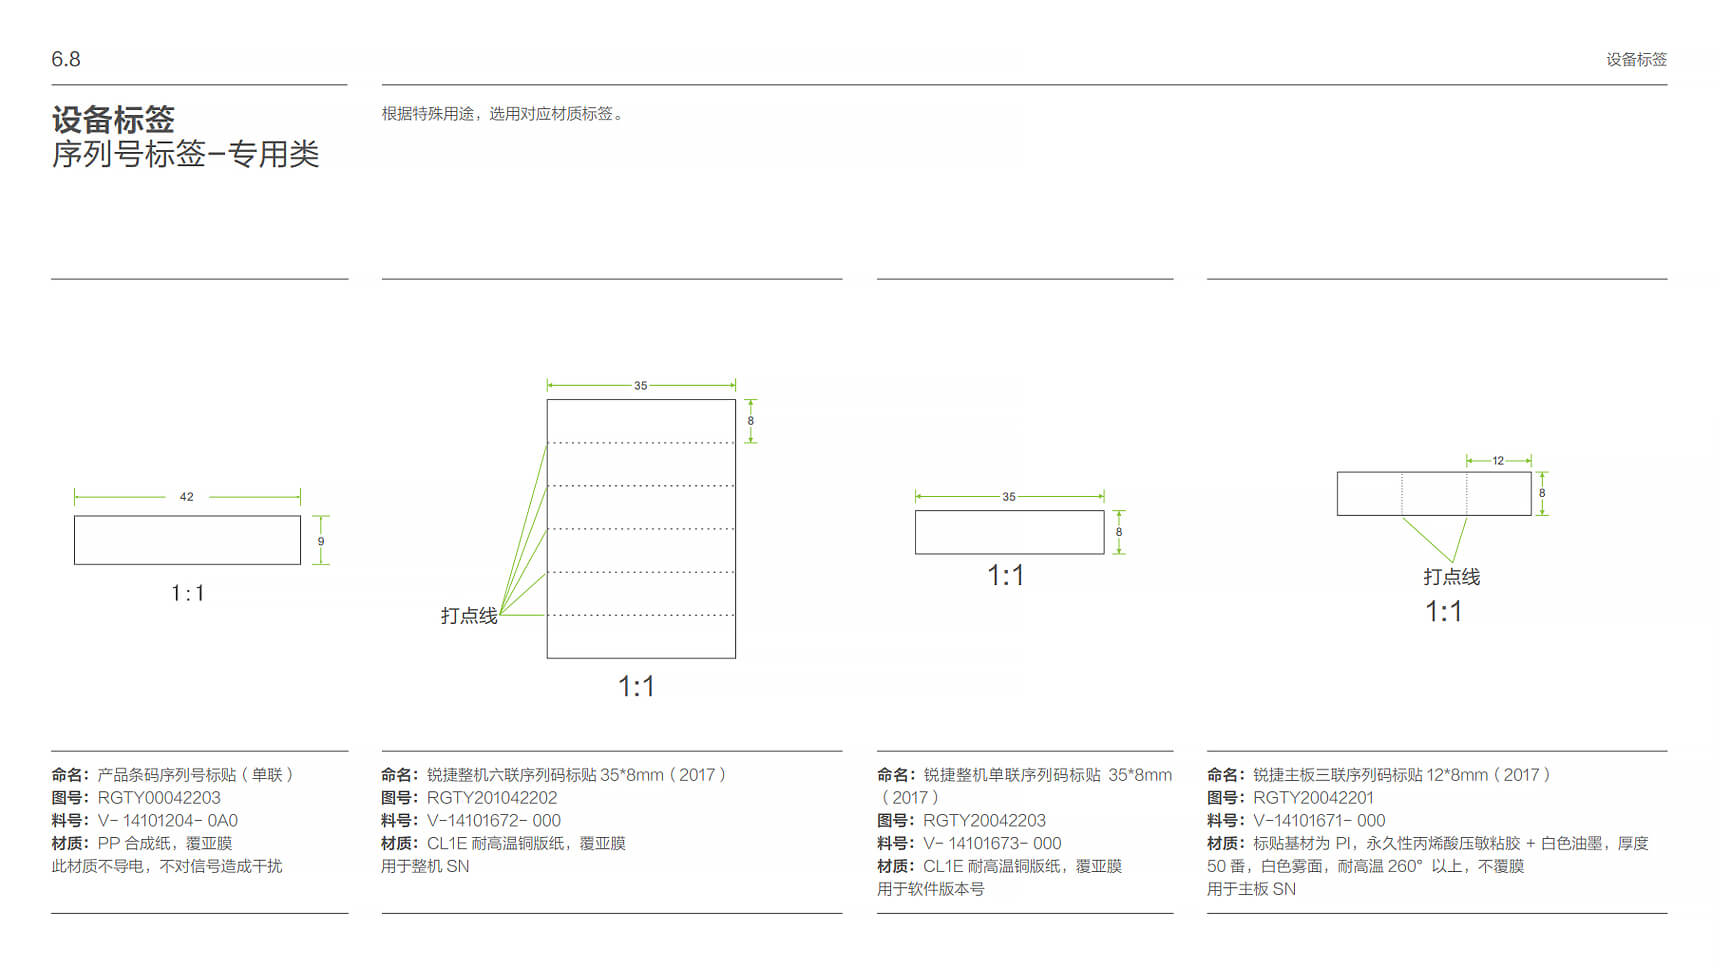 6.8
设备标签
设备标签
序列号标签–专用类
根据特殊用途，选用对应材质标签。
42
9
1:1
35
8
打点线
1:1
35
8
1:1
12
8
打点线
1:1
命名：产品条码序列号标贴（单联）
图号：RGTY00042203
料号：V- 14101204- 0A0
材质：PP 合成纸，覆亚膜
此材质不导电，不对信号造成干扰
命名：锐捷整机六联序列码标贴 35*8mm（2017）
图号：RGTY201042202
料号：V-14101672- 000
材质：CL1E 耐高温铜版纸，覆亚膜
用于整机 SN
命名：锐捷整机单联序列码标贴 35*8mm
（2017）
图号：RGTY20042203
料号：V- 14101673- 000
材质：CL1E 耐高温铜版纸，覆亚膜
用于软件版本号
命名：锐捷主板三联序列码标贴 12*8mm（2017）
图号：RGTY20042201
料号：V-14101671- 000
材质：标贴基材为 PI，永久性丙烯酸压敏粘胶 + 白色油墨，厚度
50 番，白色雾面，耐高温 260° 以上，不覆膜
用于主板 SN